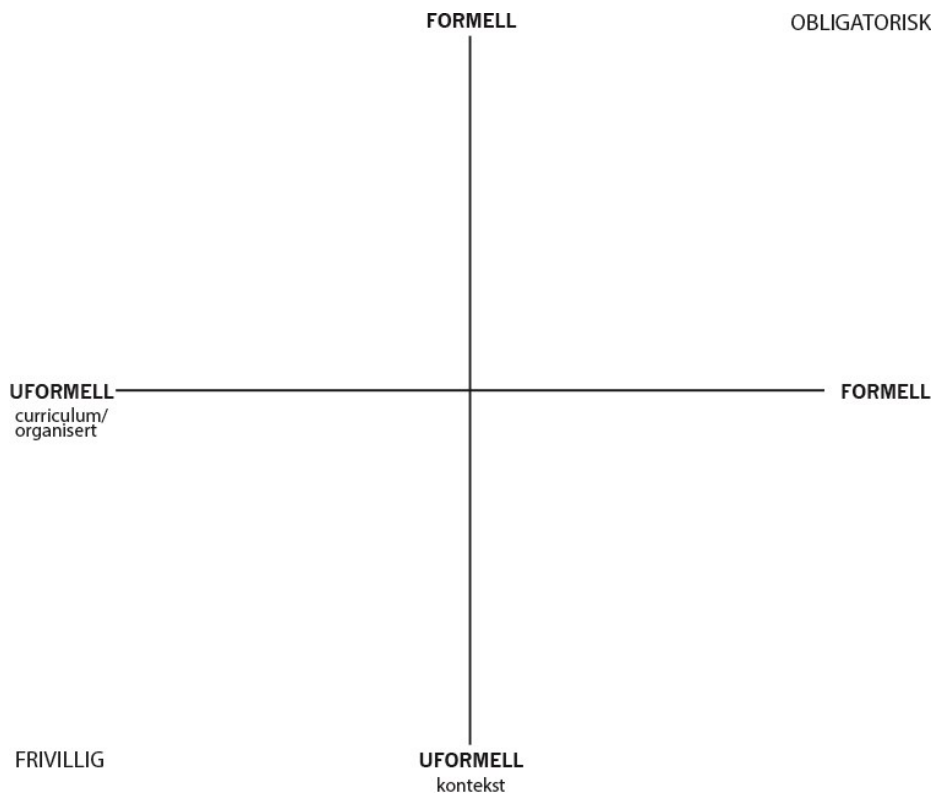 FORMELL
OBLIGATORISK
UFORMELL
curriculum/
organisert
FORMELL
FRIVILLIG
UFORMELL
kontekst